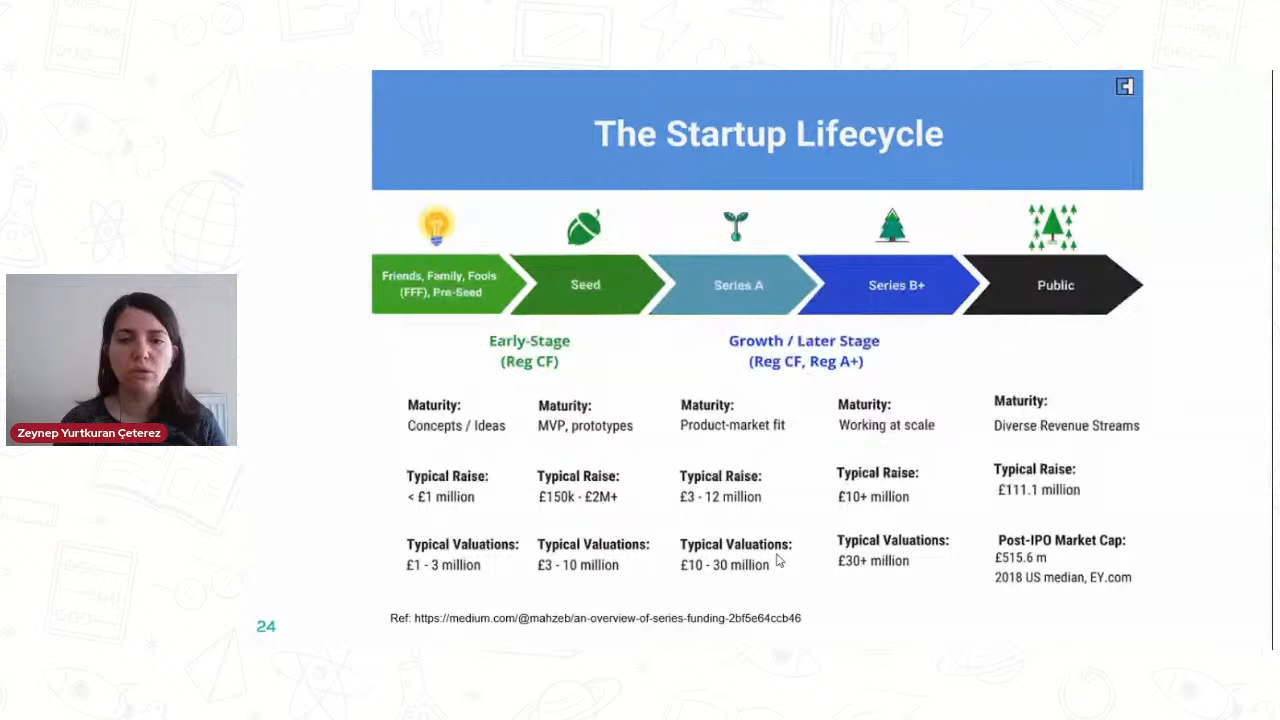 The Startup Lifecycle
Friends, Family, Fools
(FFF), Pre-Seed
Seed
Series A
Series B+
Public
Early-Stage
(Reg CF)
Growth / Later Stage
(Reg CF, Reg A+)
Maturity:
Concepts / Ideas
Maturity:
MVP, prototypes
Maturity:
Product-market fit
Maturity:
Working at scale
Maturity:
Diverse Revenue Streams
Typical Raise:
< £1 million
Typical Raise:
£150k - £2M+
Typical Raise:
£3 - 12 million
Typical Raise:
£10+ million
Typical Raise:
£111.1 million
Typical Valuations:
£1 - 3 million
Typical Valuations:
£3 - 10 million
Typical Valuations:
£10 - 30 million
Typical Valuations:
£30+ million
Post-IPO Market Cap:
£515.6 m
2018 US median, EY.com
Ref: https://medium.com/@mahzeb/an-overview-of-series-funding-2bf5e64ccb46
24
Zeynep Yurtkuran Çeterez